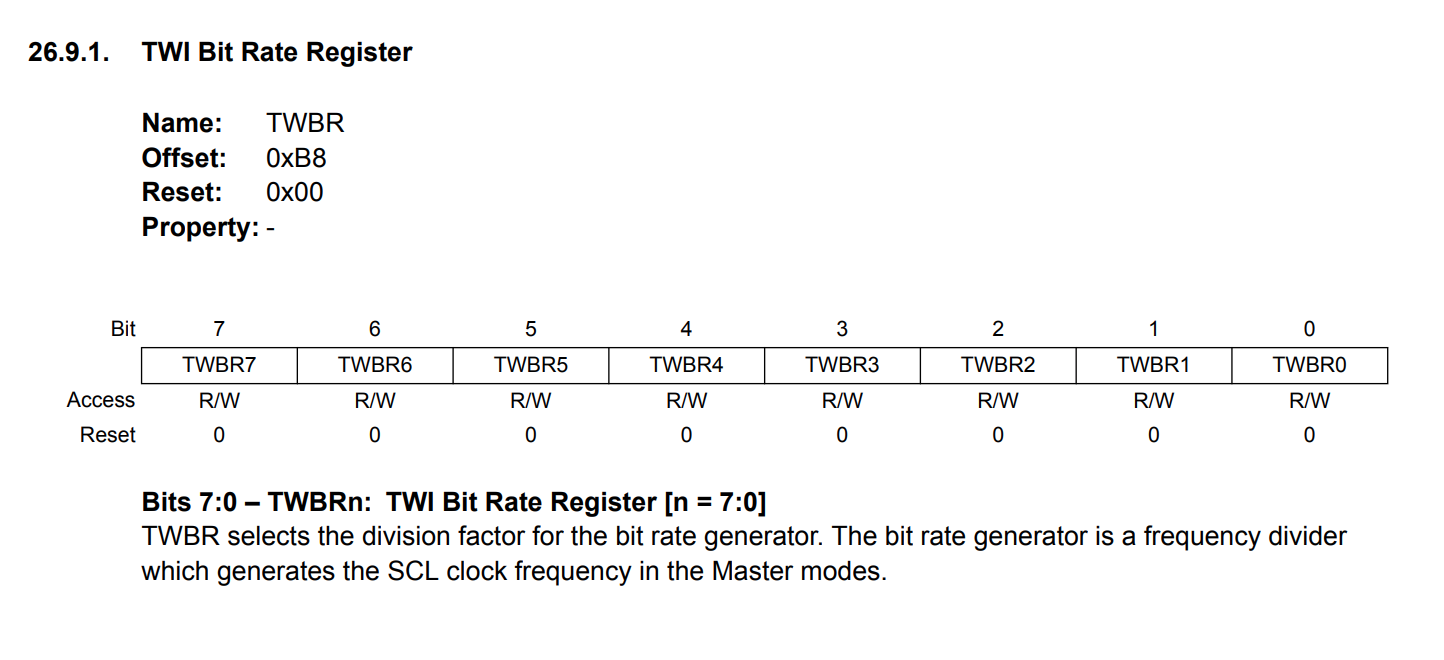 26.9.1. TWI Bit Rate Register
Name: TWBR
Offset: 0xB8
Reset: 0x00
Property: -
Bit 7 6 5 4 3 2 1 0
TWBR7 TWBR6 TWBR5 TWBR4 TWBR3 TWBR2 TWBR1 TWBR0
Access R/W R/W R/W R/W R/W R/W R/W R/W
Reset 0 0 0 0 0 0 0 0
Bits 7:0 – TWBRn: TWI Bit Rate Register [n = 7:0]
TWBR selects the division factor for the bit rate generator. The bit rate generator is a frequency divider
which generates the SCL clock frequency in the Master modes.